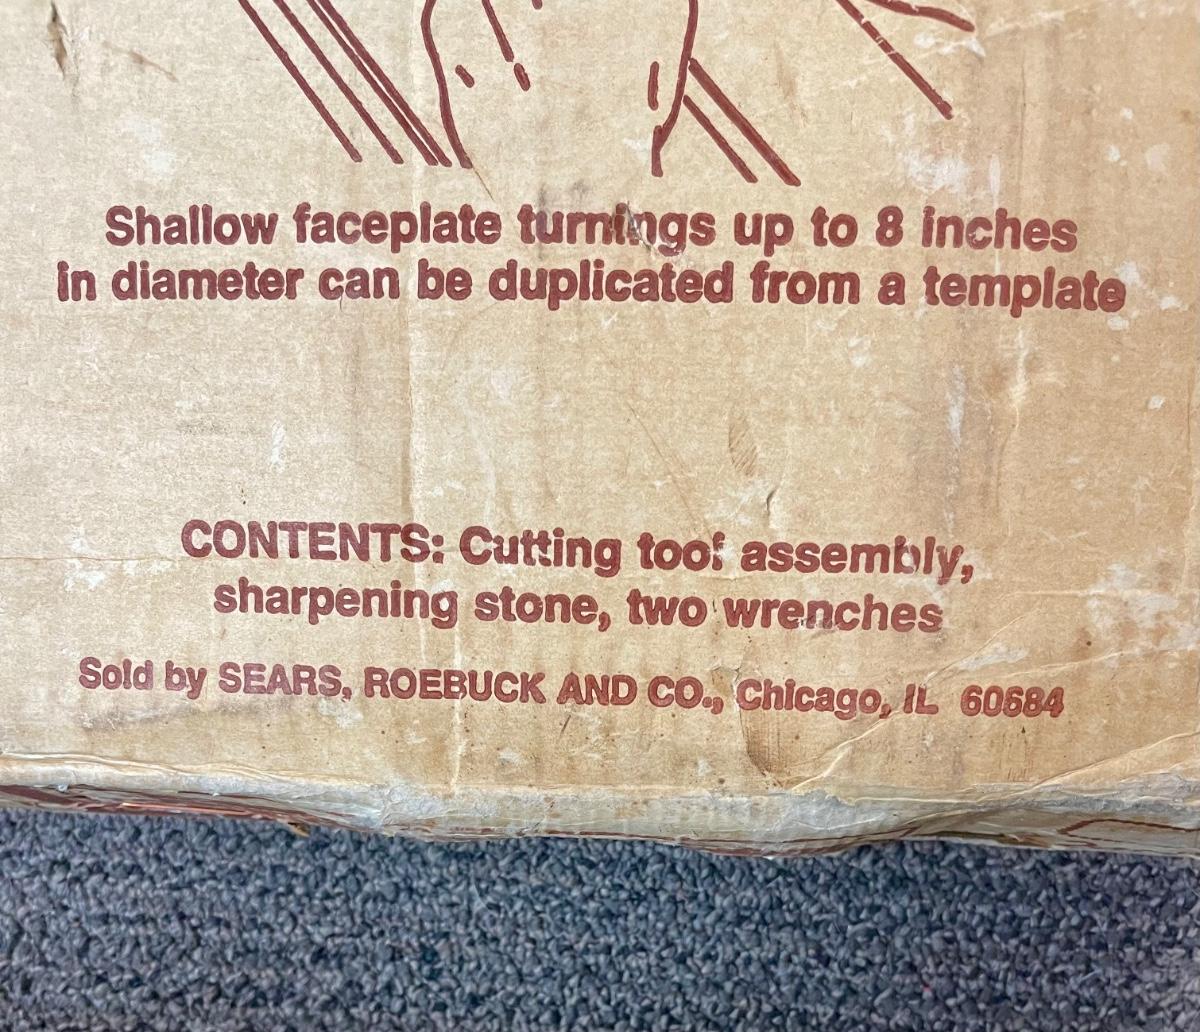 Shallow faceplate turnings up to 8 inches
in diameter can be duplicated from a template
CONTENTS: Cutting tool assembly,
sharpening stone, two wrenches
Sold by SEARS, ROEBUCK AND CO., Chicago, IL 60684